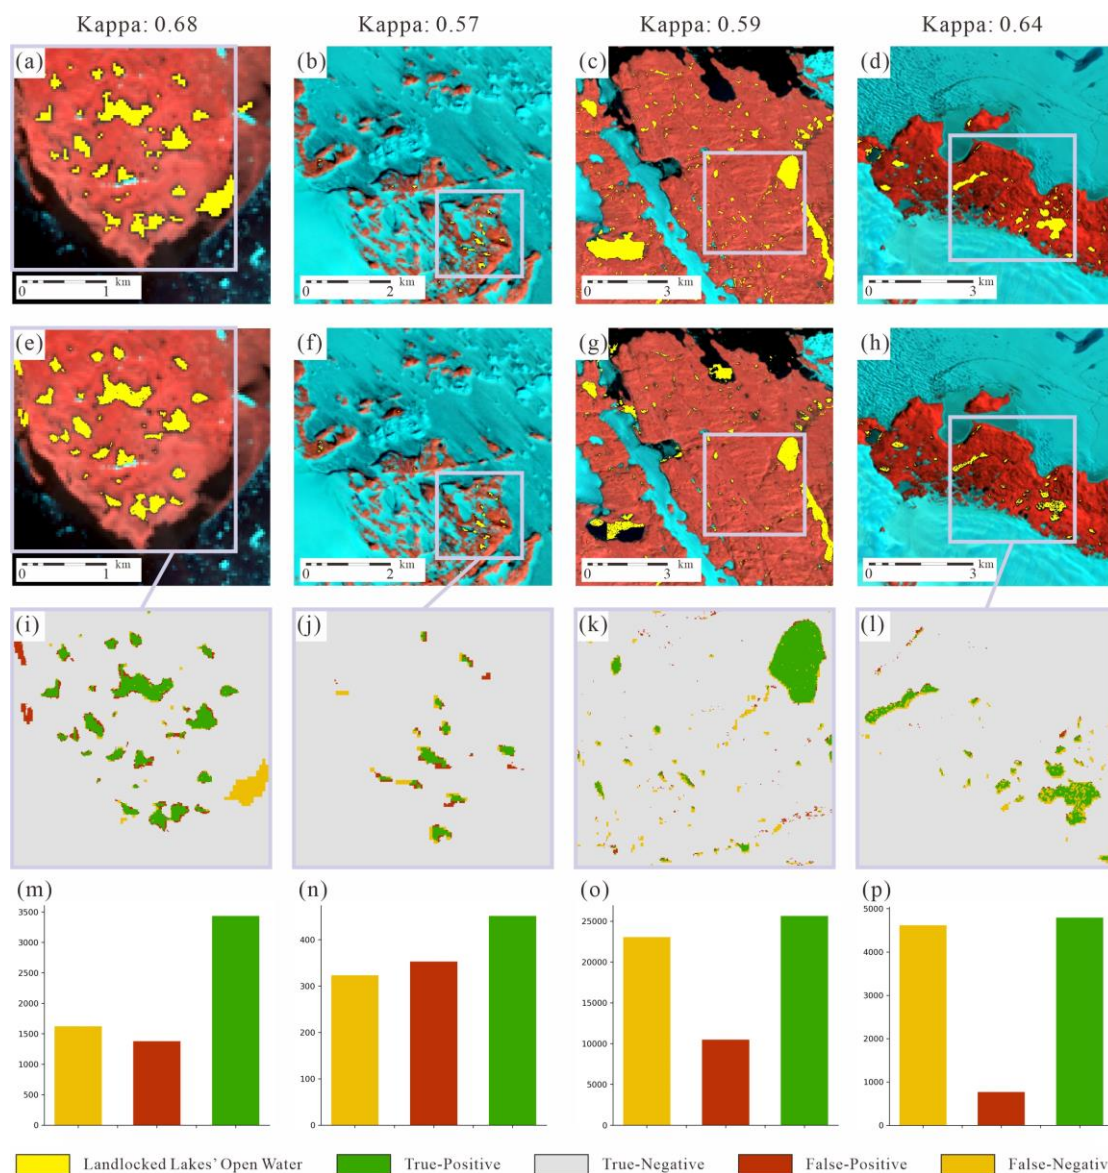 Kappa: 0.68 Kappa: 0.57 Kappa: 0.59 Kappa: 0.64
(a) (b) (c) (d)
km km km km
0 1 0 2 0 3 0 3
(e) (f) (g) (h)
km km km km
0 1 0 2 0 3 0 3
(i) (j) (k) (l)
(m) (n) (o) (p)
3500
3000
2500
2000
1500
1000
500
0
400
300
200
100
0
25000
20000
15000
10000
5000
0
5000
4000
3000
2000
1000
0
Landlocked Lakes' Open Water True-Positive True-Negative False-Positive False-Negative